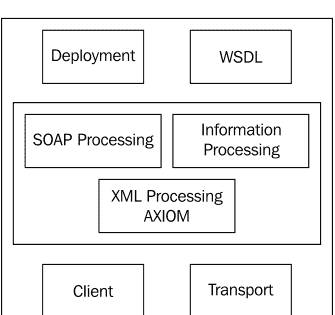 Deployment
WSDL
SOAP Processing
Information
Processing
XML Processing
AXIOM
Client
Transport